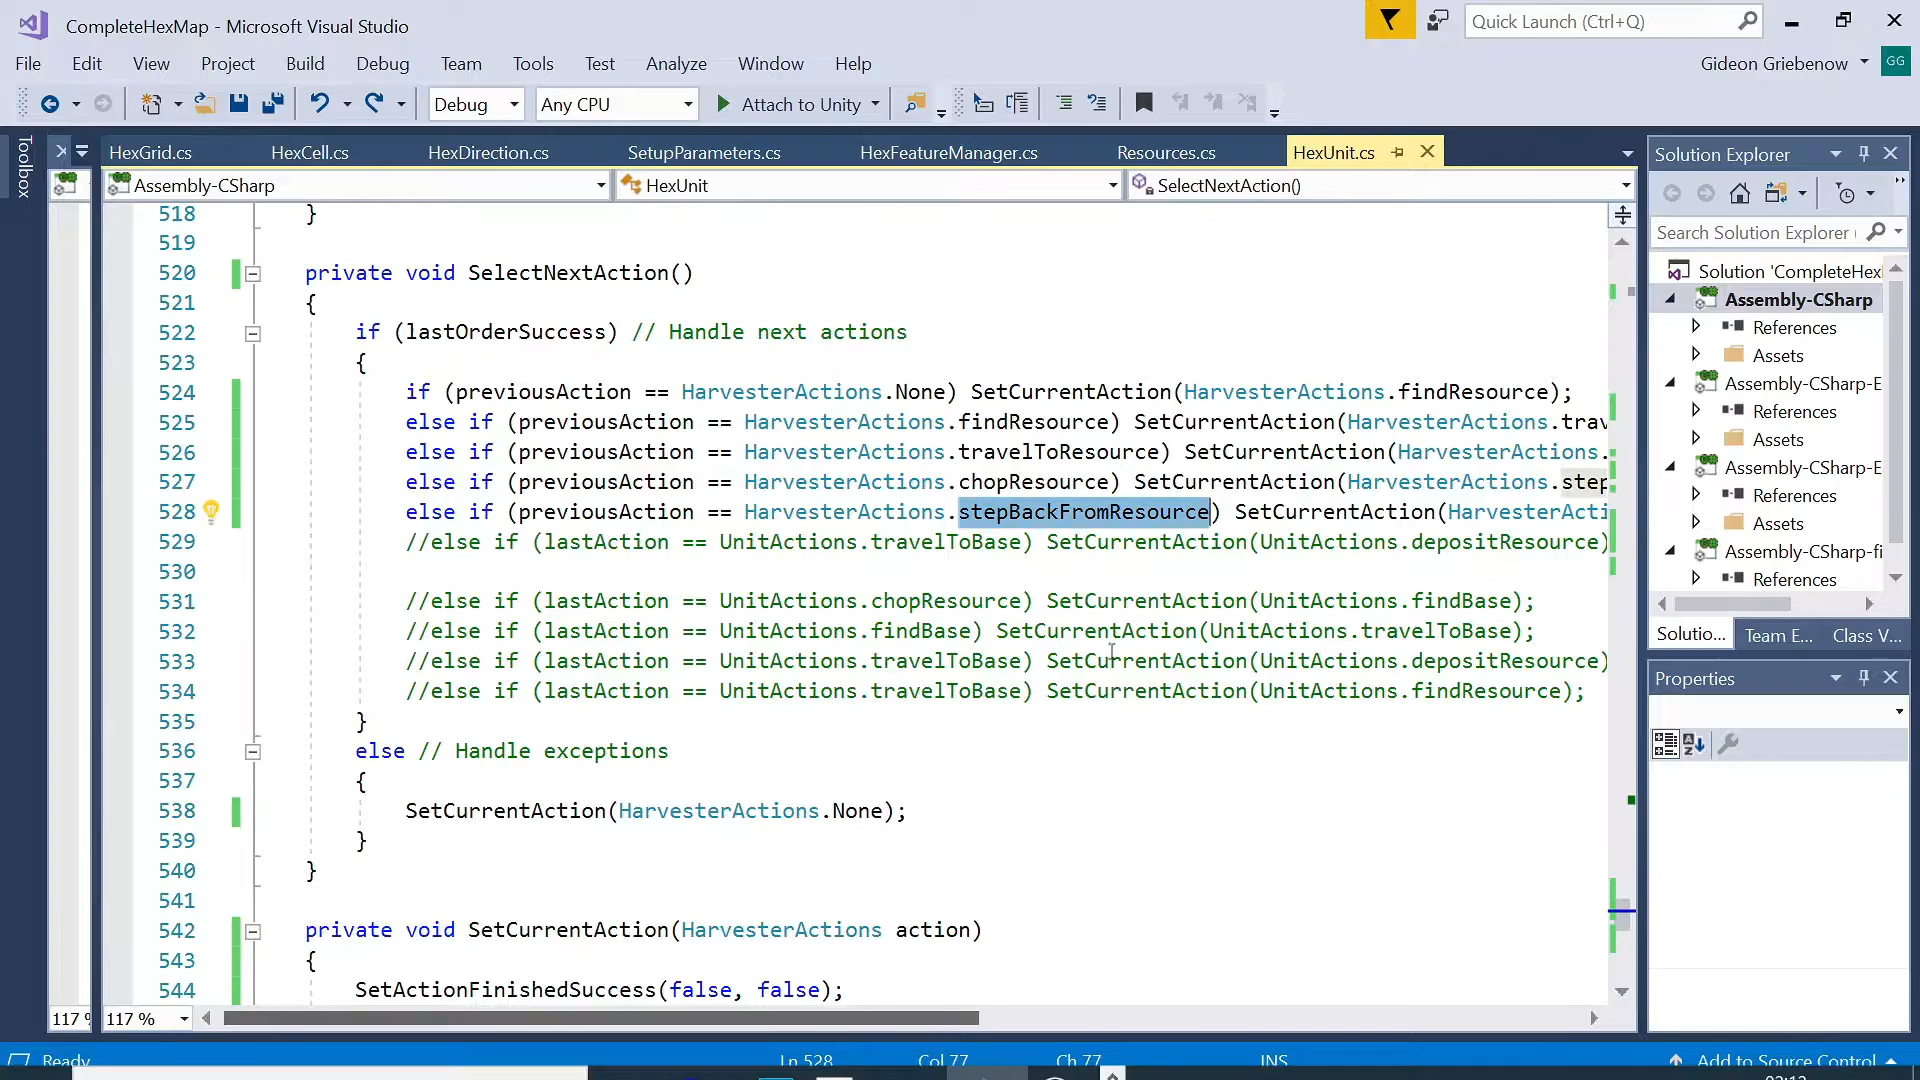 CompleteHexMap - Microsoft Visual Studio
Quick Launch (Ctrl+Q)
File Edit View Project Build Debug Team Tools Test Analyze Window Help
Gideon Griebenow GG
Debug Any CPU Attach to Unity
Toolbox
HexGrid.cs HexCell.cs HexDirection.cs SetupParameters.cs HexFeatureManager.cs Resources.cs HexUnit.cs
Assembly-CSharp HexUnit SelectNextAction()
518 }
519
520 private void SelectNextAction()
521 {
522 if (lastOrderSuccess) // Handle next actions
523 {
524 if (previousAction == HarvesterActions.None) SetCurrentAction(HarvesterActions.findResource);
525 else if (previousAction == HarvesterActions.findResource) SetCurrentAction(HarvesterActions.trav
526 else if (previousAction == HarvesterActions.travelToResource) SetCurrentAction(HarvesterActions.
527 else if (previousAction == HarvesterActions.chopResource) SetCurrentAction(HarvesterActions.step
528 else if (previousAction == HarvesterActions.stepBackFromResource) SetCurrentAction(HarvesterActi
529 //else if (lastAction == UnitActions.travelToBase) SetCurrentAction(UnitActions.depositResource)
530
531 //else if (lastAction == UnitActions.chopResource) SetCurrentAction(UnitActions.findBase);
532 //else if (lastAction == UnitActions.findBase) SetCurrentAction(UnitActions.travelToBase);
533 //else if (lastAction == UnitActions.travelToBase) SetCurrentAction(UnitActions.depositResource)
534 //else if (lastAction == UnitActions.travelToBase) SetCurrentAction(UnitActions.findResource);
535 }
536 else // Handle exceptions
537 {
538 SetCurrentAction(HarvesterActions.None);
539 }
540 }
541
542 private void SetCurrentAction(HarvesterActions action)
543 {
544 SetActionFinishedSuccess(false, false);
117 % 117 %
Solution Explorer
Search Solution Explorer (
Solution 'CompleteHexI
Assembly-CSharp
References
Assets
Assembly-CSharp-E
References
Assets
Assembly-CSharp-E
References
Assets
Assembly-CSharp-fi
References
Solutio... Team E... Class V...
Properties
Ready Ln 528 Col 77 Ch 77 INS Add to Source Control